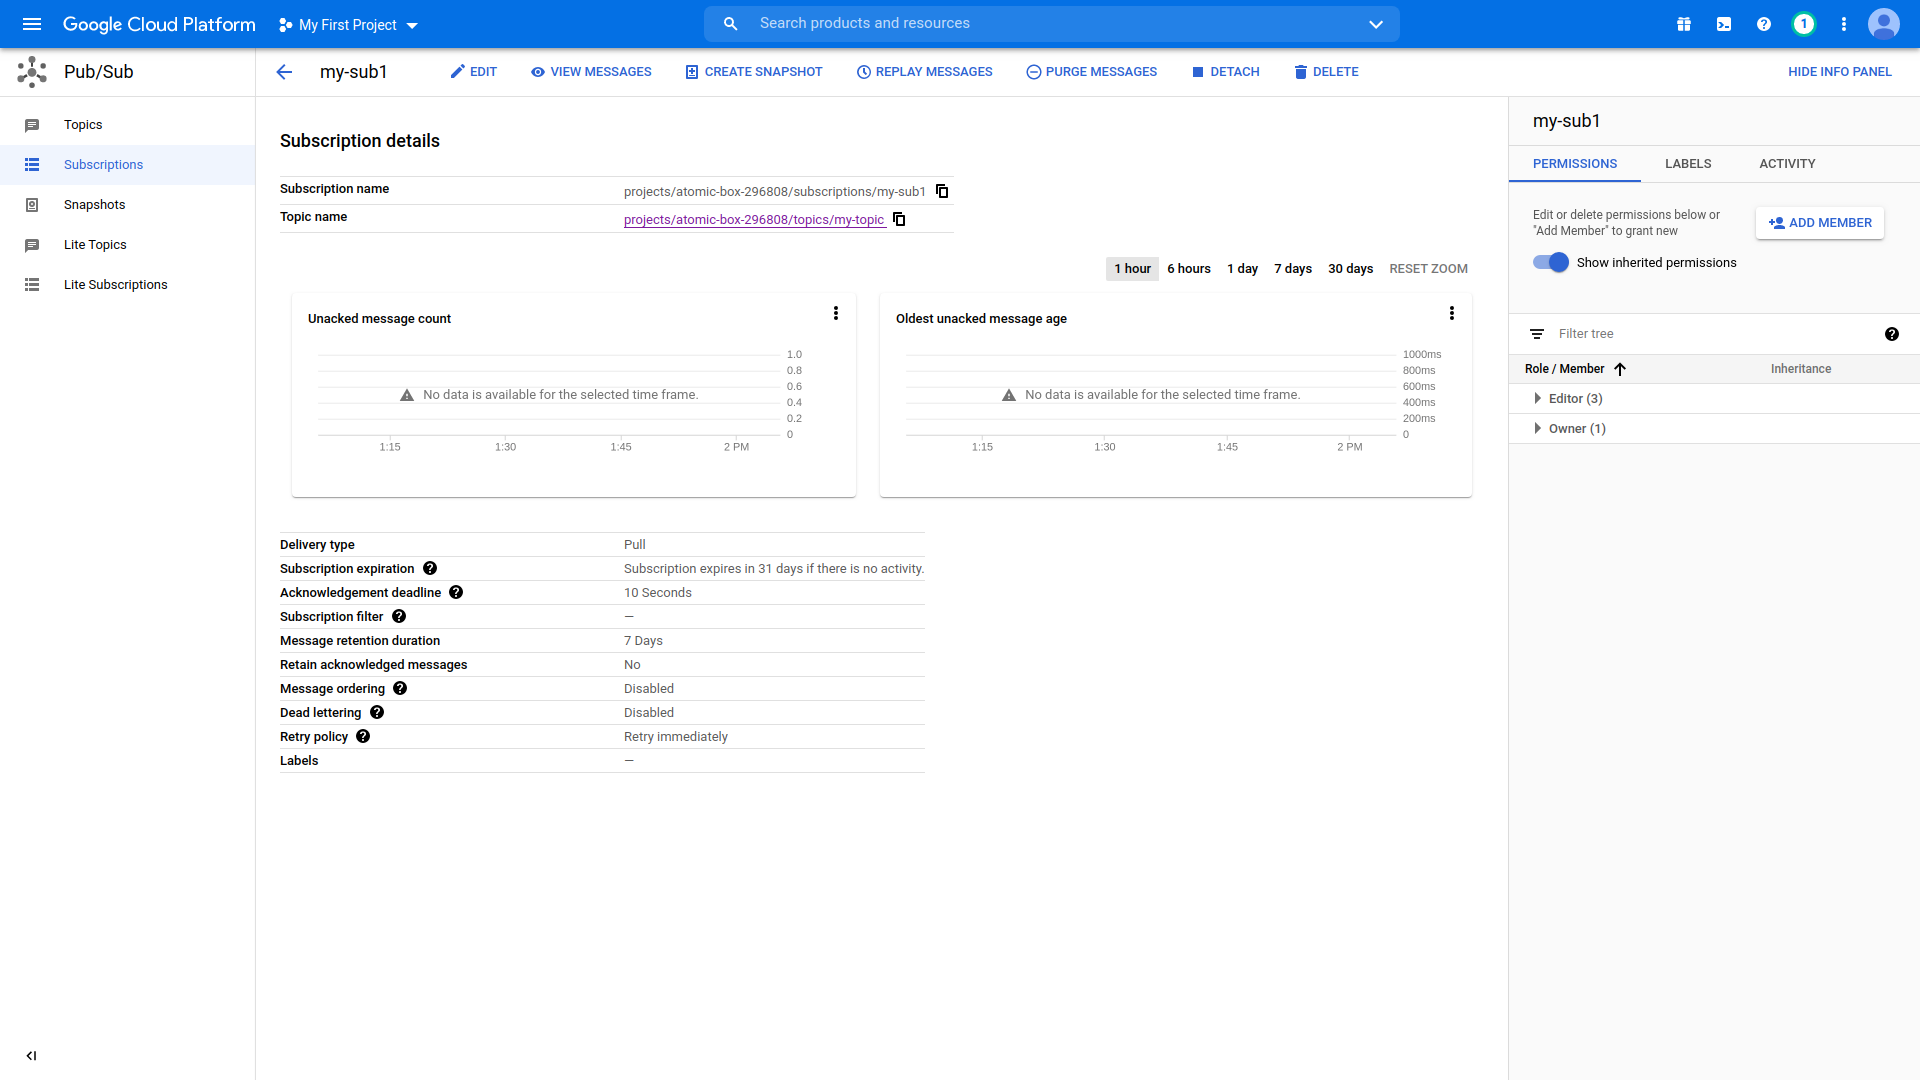 Google Cloud Platform
My First Project
Search products and resources
1
Pub/Sub
my-sub1
EDIT
VIEW MESSAGES
CREATE SNAPSHOT
REPLAY MESSAGES
PURGE MESSAGES
DETACH
DELETE
HIDE INFO PANEL
Topics
Subscriptions
Snapshots
Lite Topics
Lite Subscriptions
Subscription details
Subscription name projects/atomic-box-296808/subscriptions/my-sub1
Topic name projects/atomic-box-296808/topics/my-topic
1 hour 6 hours 1 day 7 days 30 days RESET ZOOM
Unacked message count
1.0
0.8
0.6
No data is available for the selected time frame.
0.4
0.2
0
1:15 1:30 1:45 2 PM
Oldest unacked message age
1000ms
800ms
600ms
No data is available for the selected time frame.
400ms
200ms
0
1:15 1:30 1:45 2 PM
Delivery type Pull
Subscription expiration ? Subscription expires in 31 days if there is no activity.
Acknowledgement deadline ? 10 Seconds
Subscription filter ? —
Message retention duration 7 Days
Retain acknowledged messages No
Message ordering ? Disabled
Dead lettering ? Disabled
Retry policy ? Retry immediately
Labels —
my-sub1
PERMISSIONS LABELS ACTIVITY
Edit or delete permissions below or
"Add Member" to grant new
ADD MEMBER
Show inherited permissions
Filter tree ?
Role / Member Inheritance
Editor (3)
Owner (1)